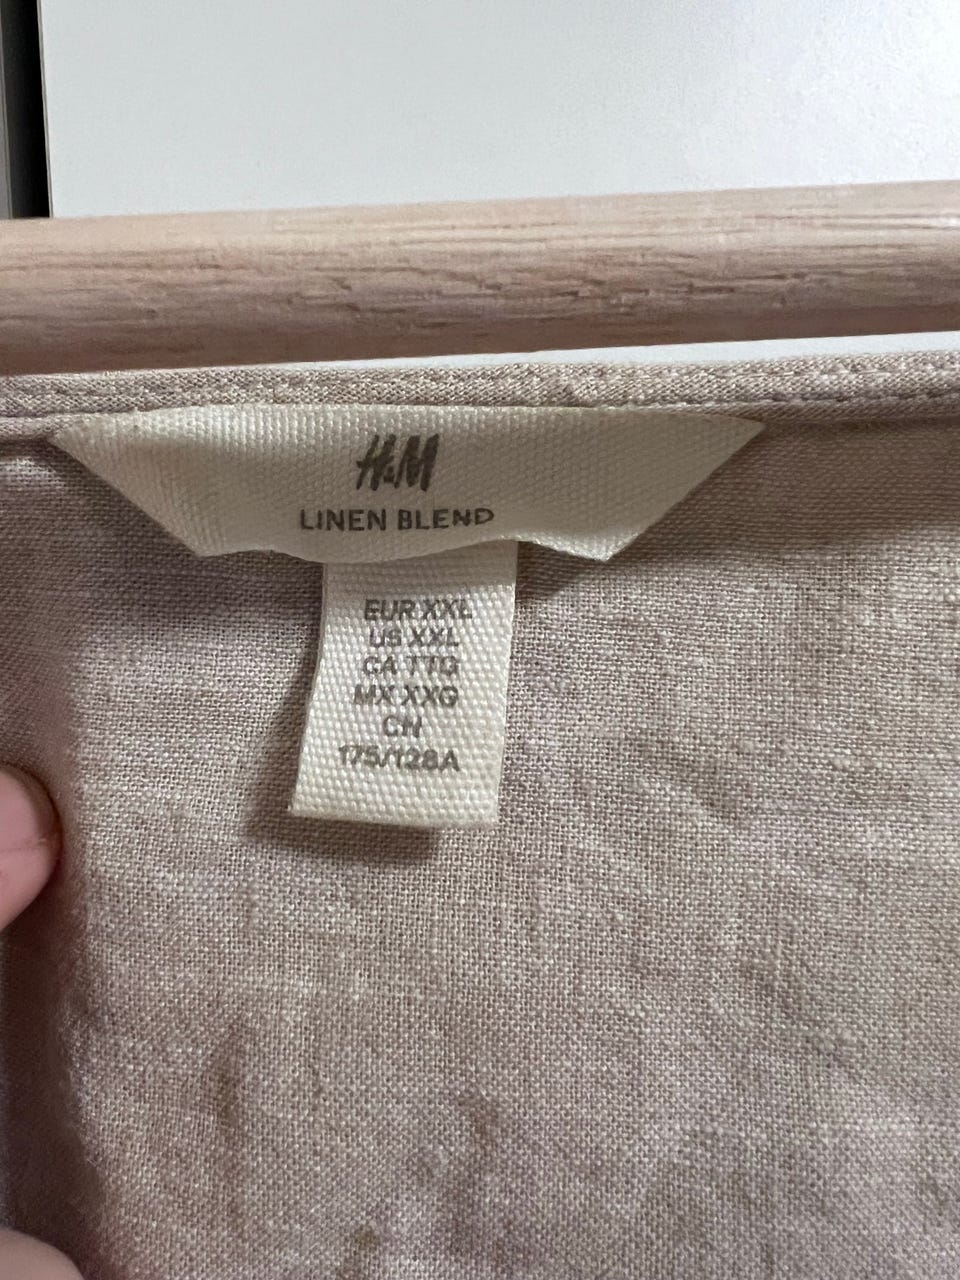 H&M
LINEN BLEND
EUR XXL
US XXL
CA TTG
MX XXG
CN
175/128A